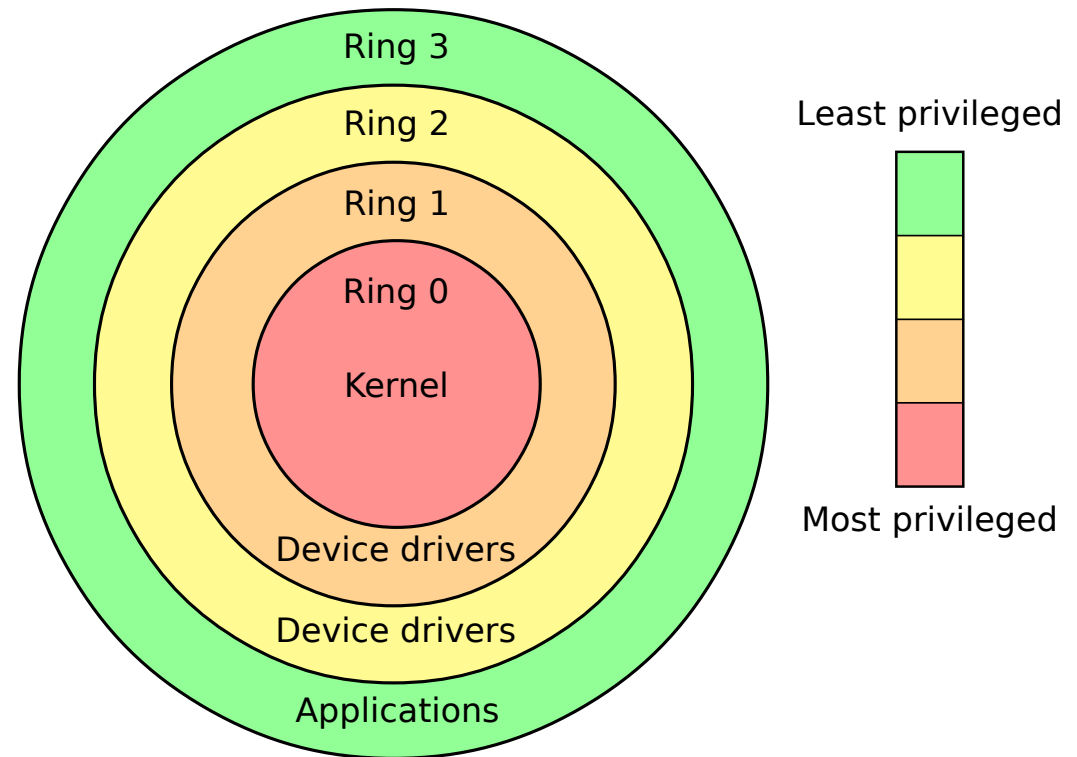 Ring 3
Ring 2
Ring 1
Ring 0
Kernel
Device drivers
Device drivers
Applications
Least privileged
Most privileged